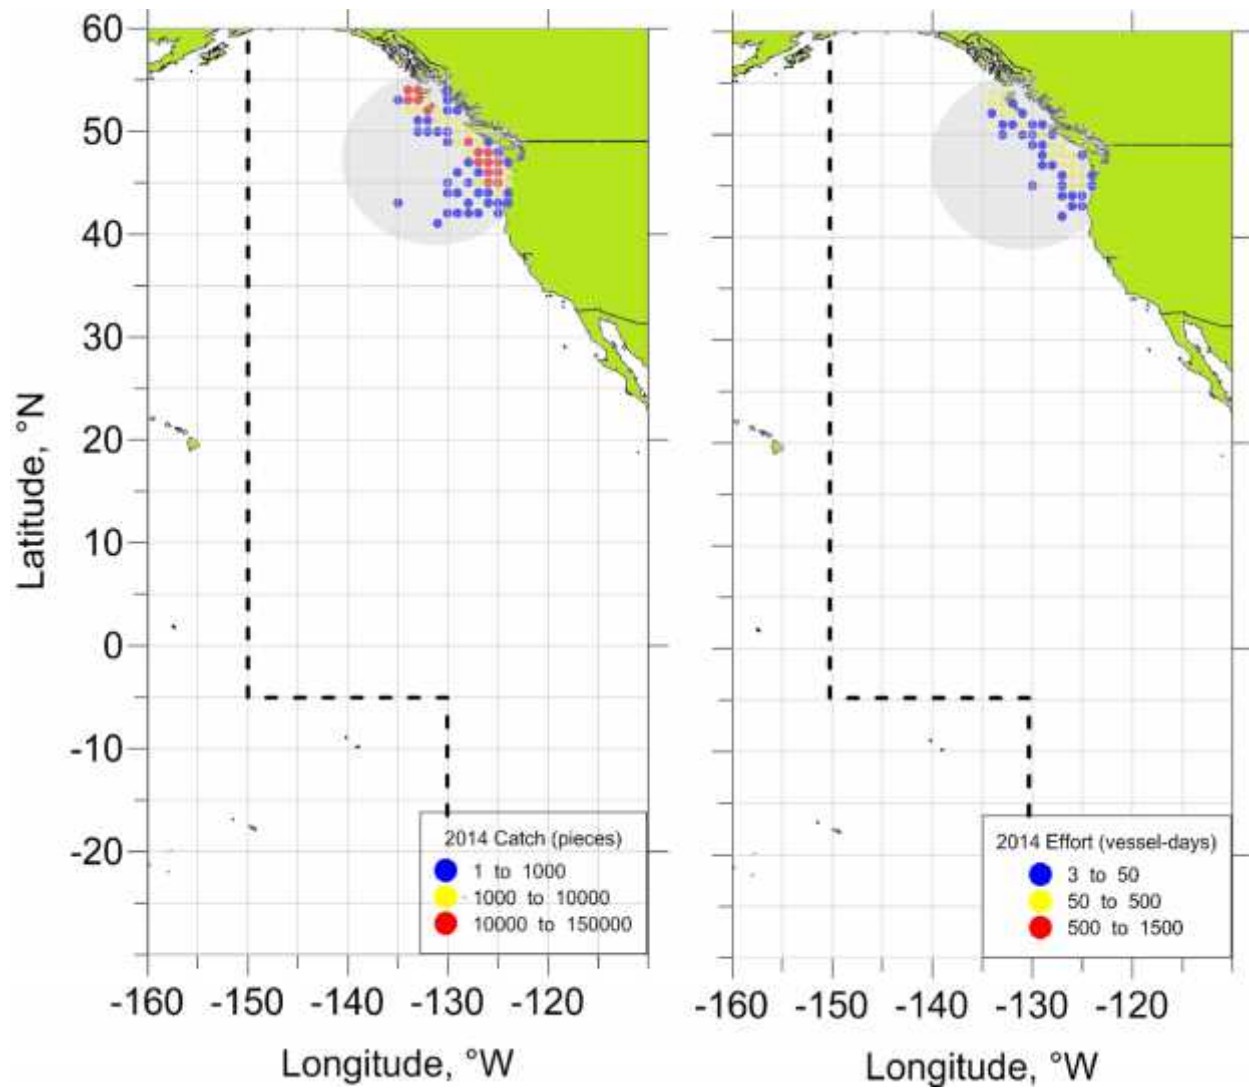 60
50
40
30
20
10
0
-10
-20
Latitude, °N
2014 Catch (pieces)
1 to 1000
1000 to 10000
10000 to 150000
-160 -150 -140 -130 -120
Longitude, °W
2014 Effort (vessel-days)
3 to 50
50 to 500
500 to 1500
-160 -150 -140 -130 -120
Longitude, °W